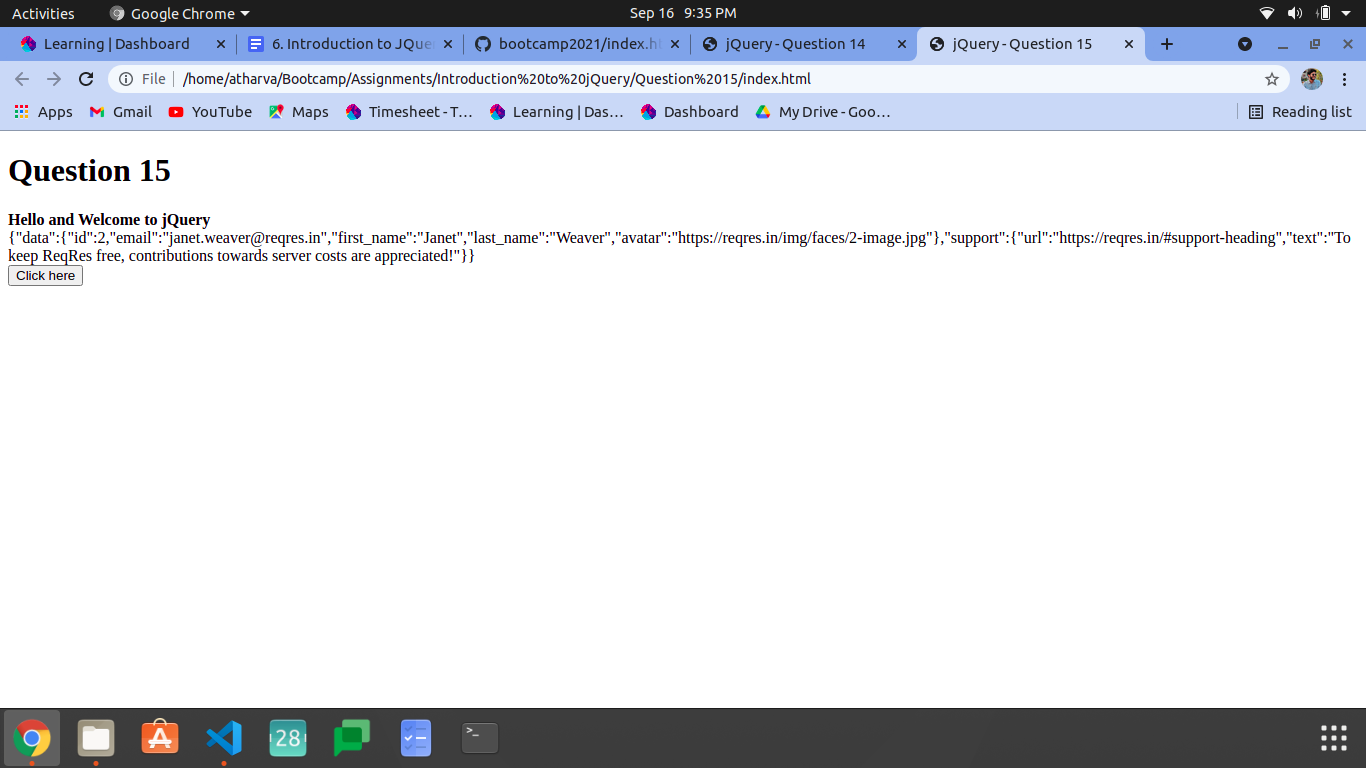 Activities Google Chrome Sep 16 9:35 PM
Learning | Dashboard 6. Introduction to JQue bootcamp2021/index.h jQuery - Question 14 jQuery - Question 15
File /home/atharva/Bootcamp/Assignments/Introduction%20to%20jQuery/Question%2015/index.html
Apps Gmail YouTube Maps Timesheet - T… Learning | Das… Dashboard My Drive - Goo… Reading list
Question 15
Hello and Welcome to jQuery
{"data":{"id":2,"email":"janet.weaver@reqres.in","first_name":"Janet","last_name":"Weaver","avatar":"https://reqres.in/img/faces/2-image.jpg"},"support":{"url":"https://reqres.in/#support-heading","text":"To
keep ReqRes free, contributions towards server costs are appreciated!"}}
Click here
28
>_